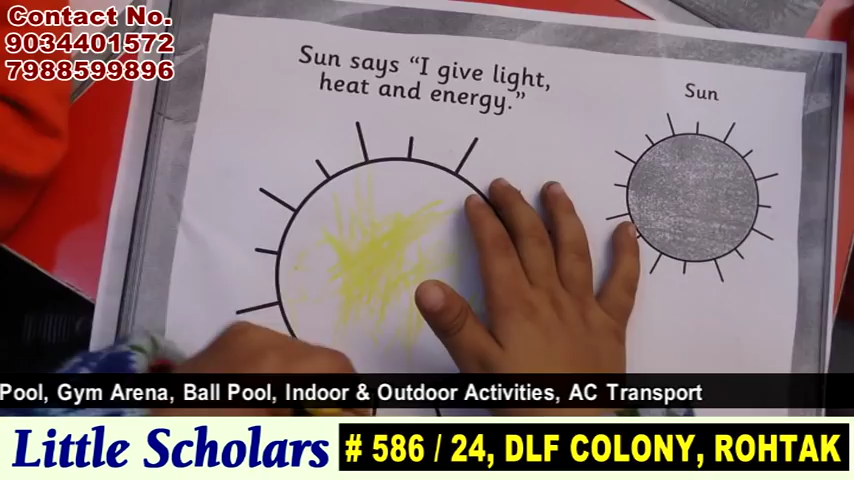 Contact No.
9034401572
7988599896
Sun says “I give light,
heat and energy.”
Sun
Pool, Gym Arena, Ball Pool, Indoor & Outdoor Activities, AC Transport
Little Scholars
# 586 / 24, DLF COLONY, ROHTAK